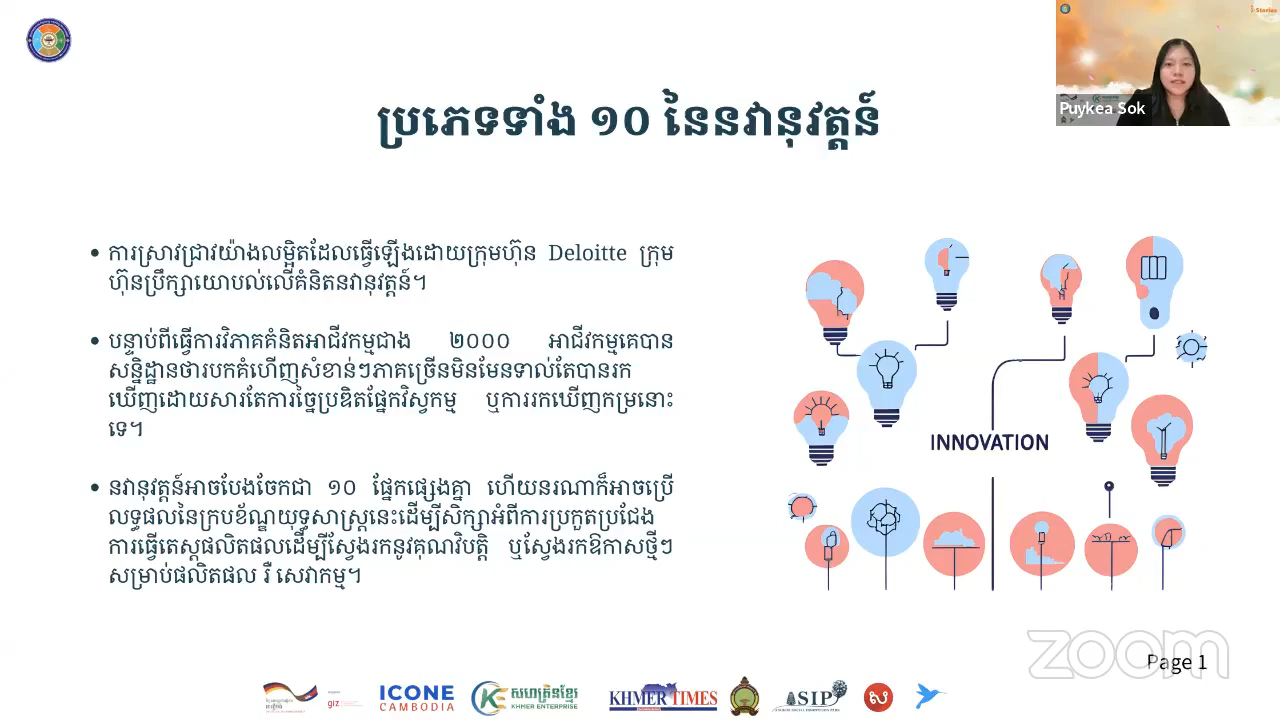 i-Stories
Puykea Sok
ប្រភេទទាំង ១០ នៃនវានុវត្តន៍
• ការស្រាវជ្រាវយ៉ាងលម្អិតដែលធ្វើឡើងដោយក្រុមហ៊ុន Deloitte ក្រុម
ហ៊ុនប្រឹក្សាយោបល់លើគំនិតនវានុវត្តន៍។
• បន្ទាប់ពីធ្វើការវិភាគគំនិតអាជីវកម្មជាង ២០០០ អាជីវកម្មគេបាន
សន្និដ្ឋានថារបកគំហើញសំខាន់ៗភាគច្រើនមិនមែនទាល់តែបានរក
ឃើញដោយសារតែការច្នៃប្រឌិតផ្នែកវិស្វកម្ម ឬការរកឃើញកម្រនោះ
ទេ។
• នវានុវត្តន៍អាចបែងចែកជា ១០ ផ្នែកផ្សេងគ្នា ហើយនរណាក៏អាចប្រើ
លទ្ធផលនៃក្របខ័ណ្ឌយុទ្ធសាស្ត្រនេះដើម្បីសិក្សាអំពីការប្រកួតប្រជែង
ការធ្វើតេស្តផលិតផលដើម្បីស្វែងរកនូវគុណវិបត្តិ ឬស្វែងរកឱកាសថ្មីៗ
សម្រាប់ផលិតផល រឺ សេវាកម្ម។
INNOVATION
zoom
Page 1
giz
ICONE
CAMBODIA
សហគ្រិនខ្មែរ
KHMER ENTERPRISE
KHMER TIMES
SIP